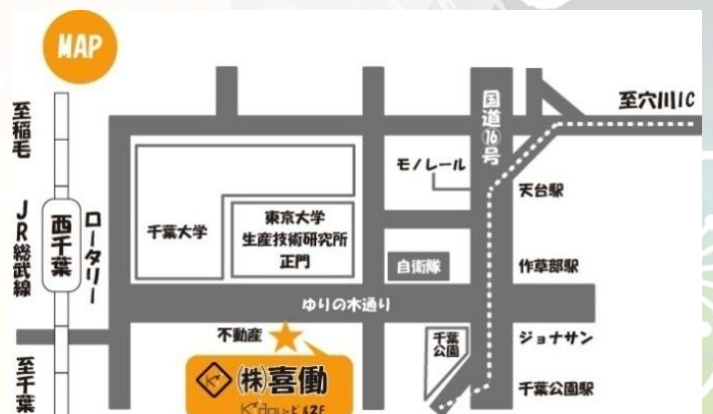 MAP
至稲毛
JR総武線
西千葉
ロータリー
至千葉
千葉大学
東京大学
生産技術研究所
正門
モノレール
国道⑯号
至穴川IC
天台駅
自衛隊
作草部駅
ゆりの木通り
不動産
(株)喜働
千葉
公園
ジョナサン
千葉公園駅